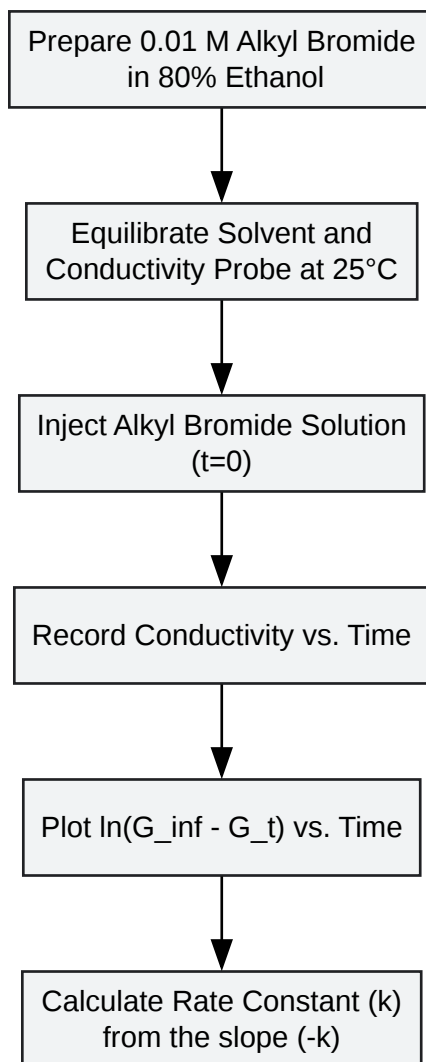 Prepare 0.01 M Alkyl Bromide
in 80% Ethanol
Equilibrate Solvent and
Conductivity Probe at 25°C
Inject Alkyl Bromide Solution
(t=0)
Record Conductivity vs. Time
Plot ln(G_inf - G_t) vs. Time
Calculate Rate Constant (k)
from the slope (-k)